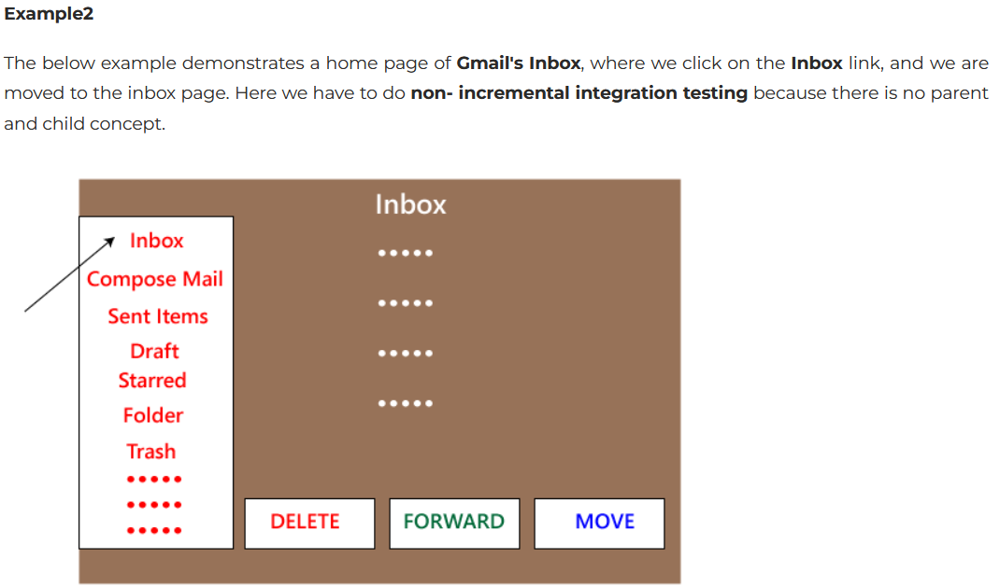 Example2
The below example demonstrates a home page of Gmail's Inbox, where we click on the Inbox link, and we are
moved to the inbox page. Here we have to do non- incremental integration testing because there is no parent
and child concept.
Inbox
Inbox
Compose Mail
Sent Items
Draft
Starred
Folder
Trash
DELETE
FORWARD
MOVE